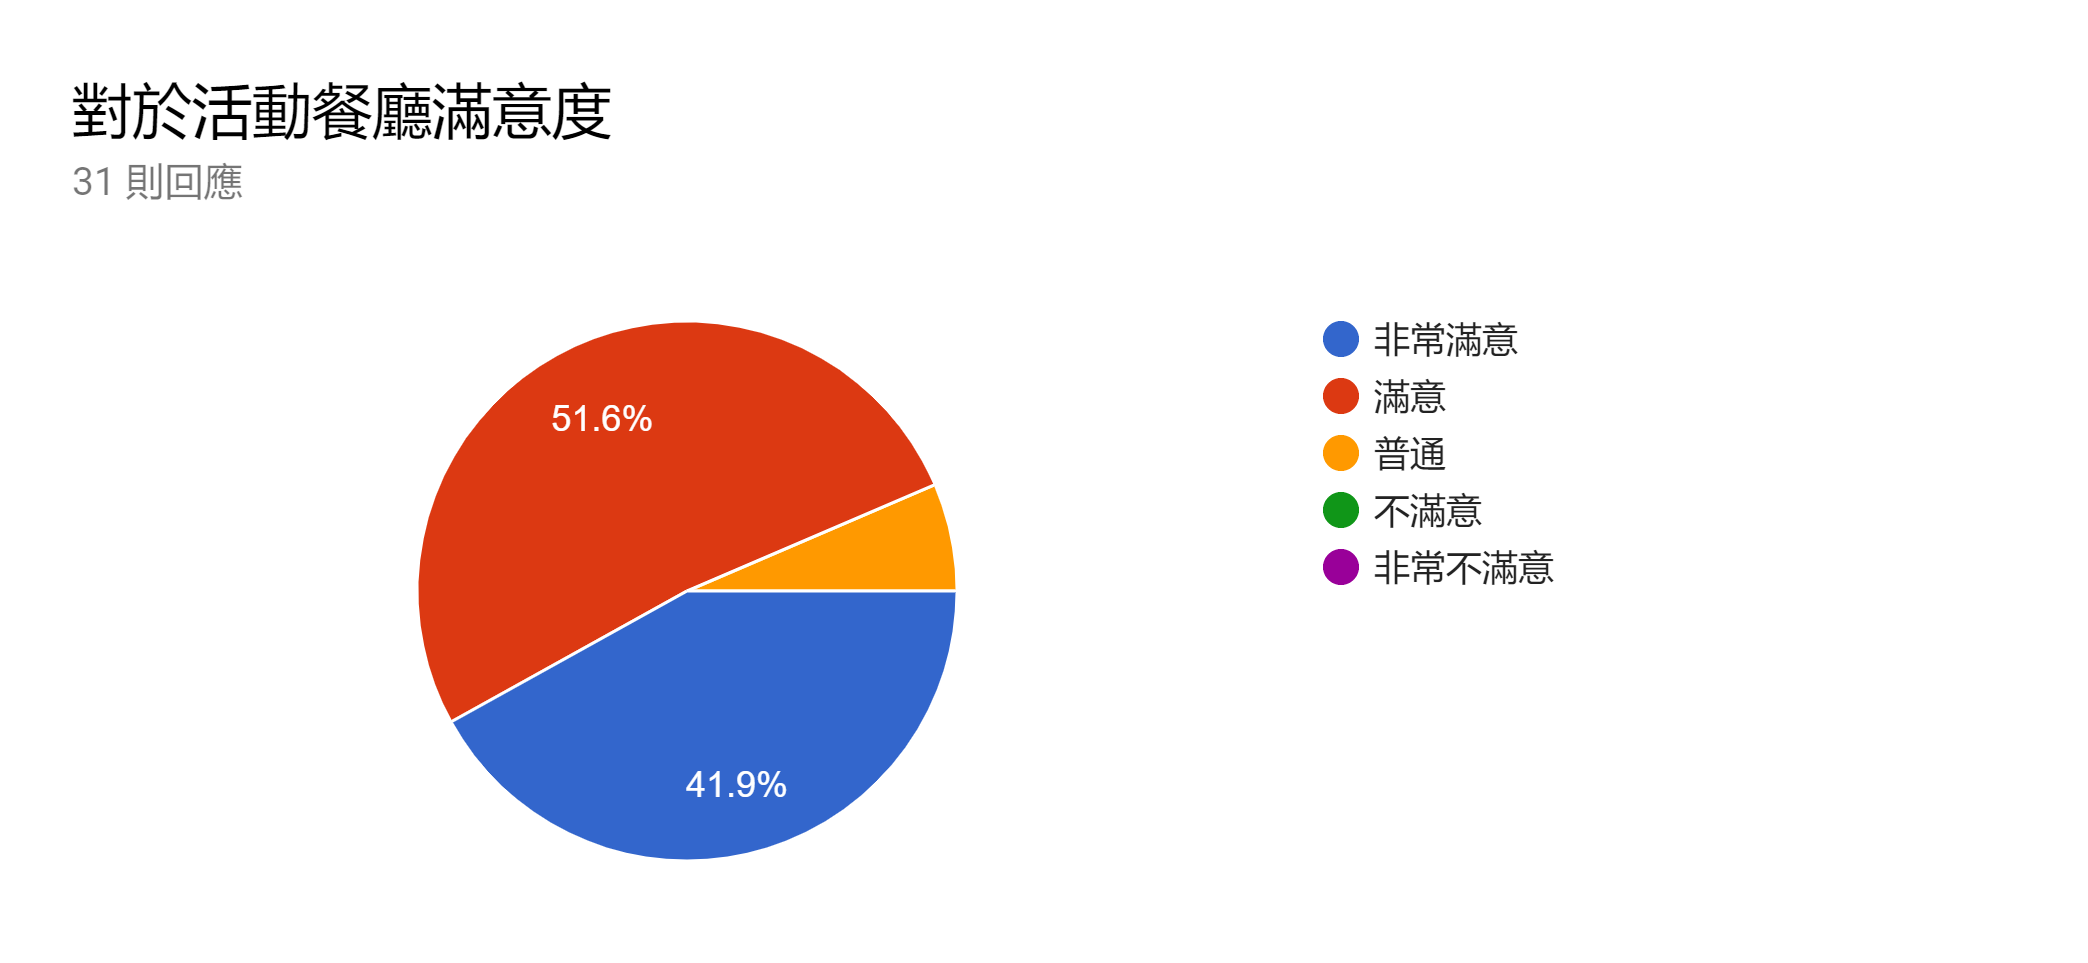 對於活動餐廳滿意度
31 則回應
51.6%
41.9%
非常滿意
滿意
普通
不滿意
非常不滿意